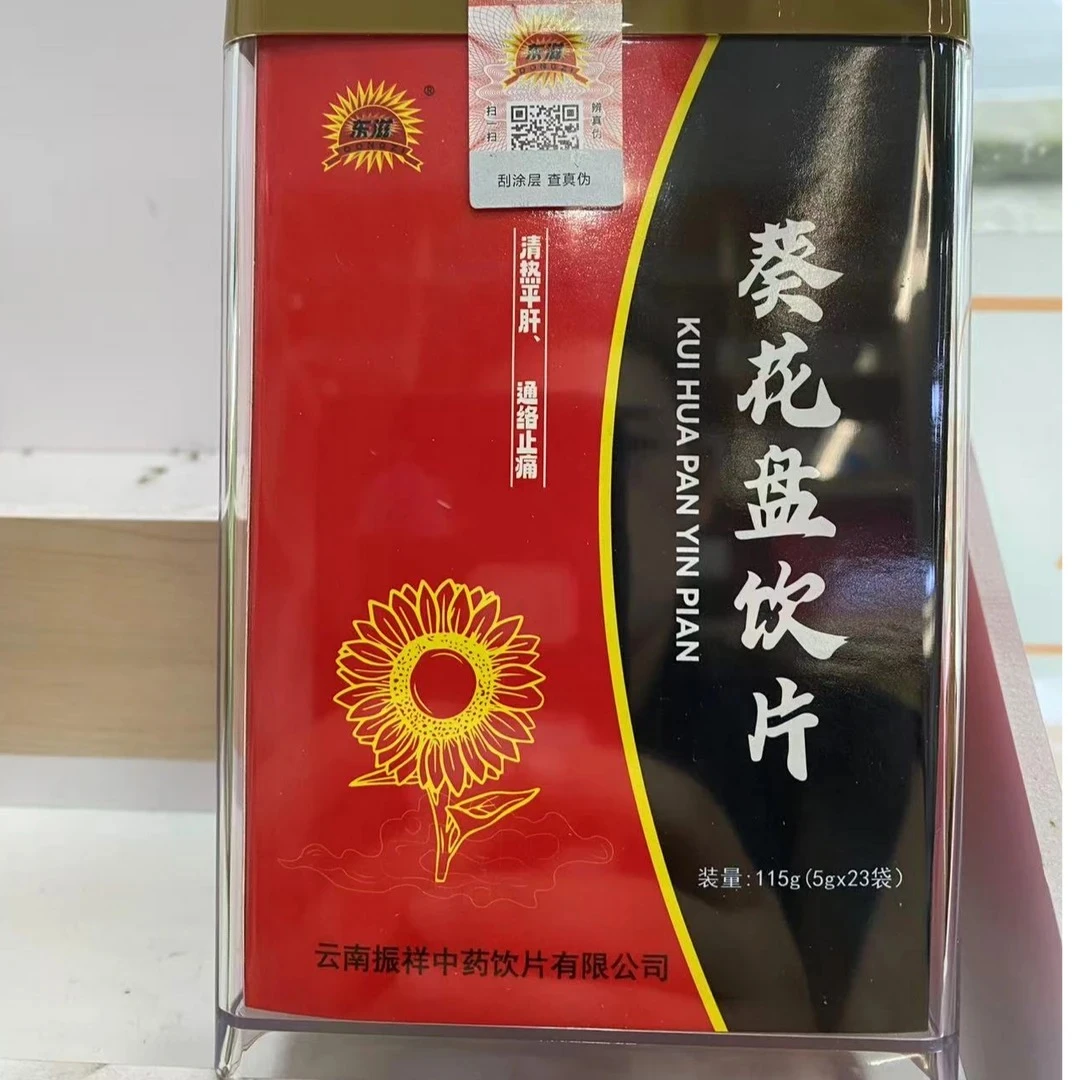 东滋
DONGZI
扫一扫
辨真伪
刮涂层 查真伪
东滋®
DONGZI
清热平肝、通络止痛
葵花盘饮片
KUI HUA PAN YIN PIAN
装量:115g(5gx23袋)
云南振祥中药饮片有限公司